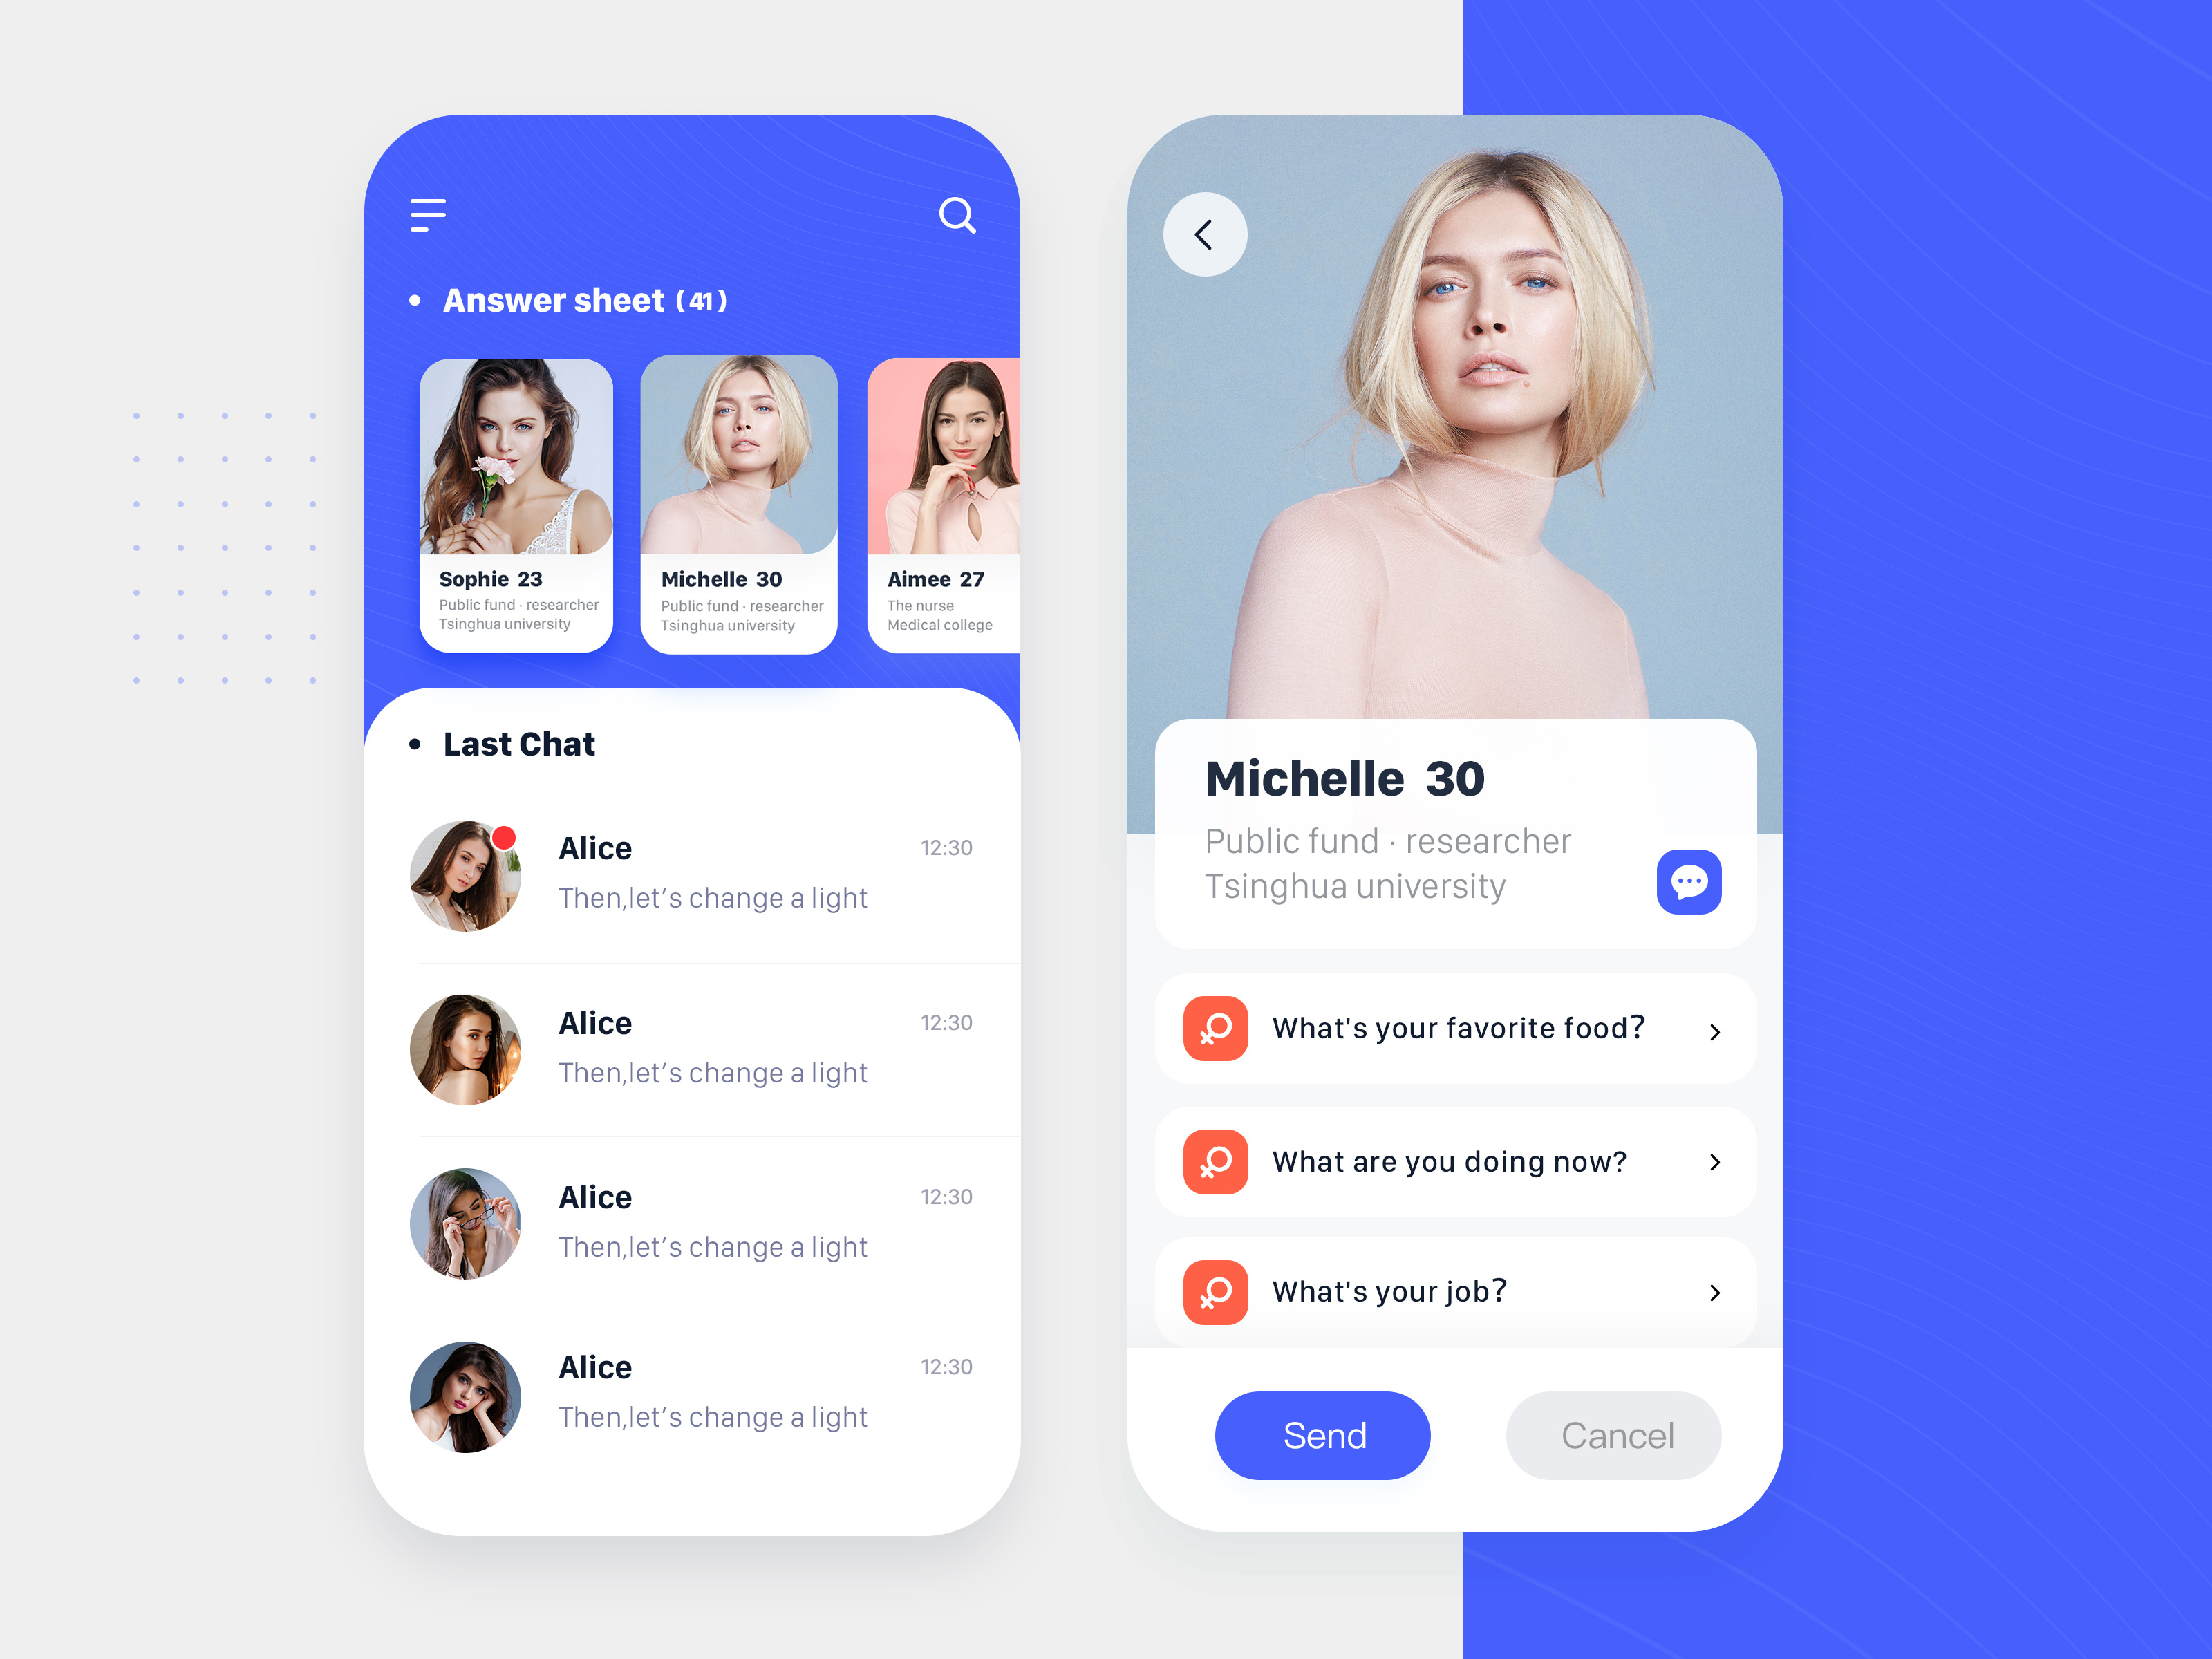 Answer sheet (41)
Sophie 23
Public fund · researcher
Tsinghua university
Michelle 30
Public fund · researcher
Tsinghua university
Aimee 27
The nurse
Medical college
Last Chat
Alice
12:30
Then,let’s change a light
Alice
12:30
Then,let’s change a light
Alice
12:30
Then,let’s change a light
Alice
12:30
Then,let’s change a light
Michelle 30
Public fund · researcher
Tsinghua university
What's your favorite food?
What are you doing now?
What's your job?
Send
Cancel